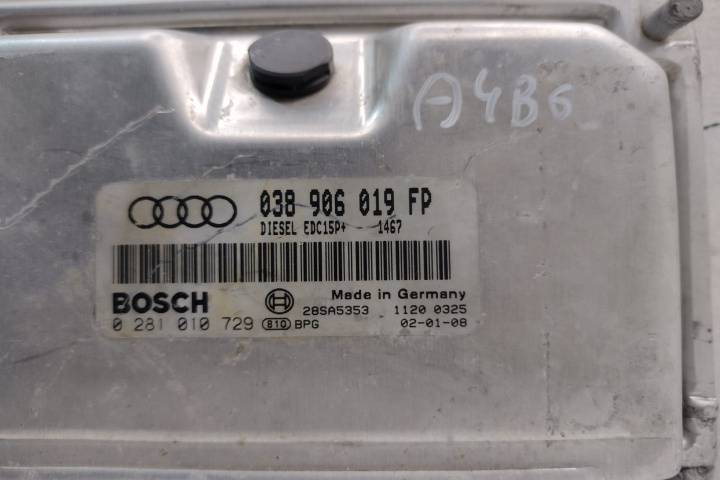 A4B6
038 906 019 FP
DIESEL EDC15P+ 1467
BOSCH Made in Germany
28SA5353 1120 0325
0 281 010 729 810 BPG 02-01-08